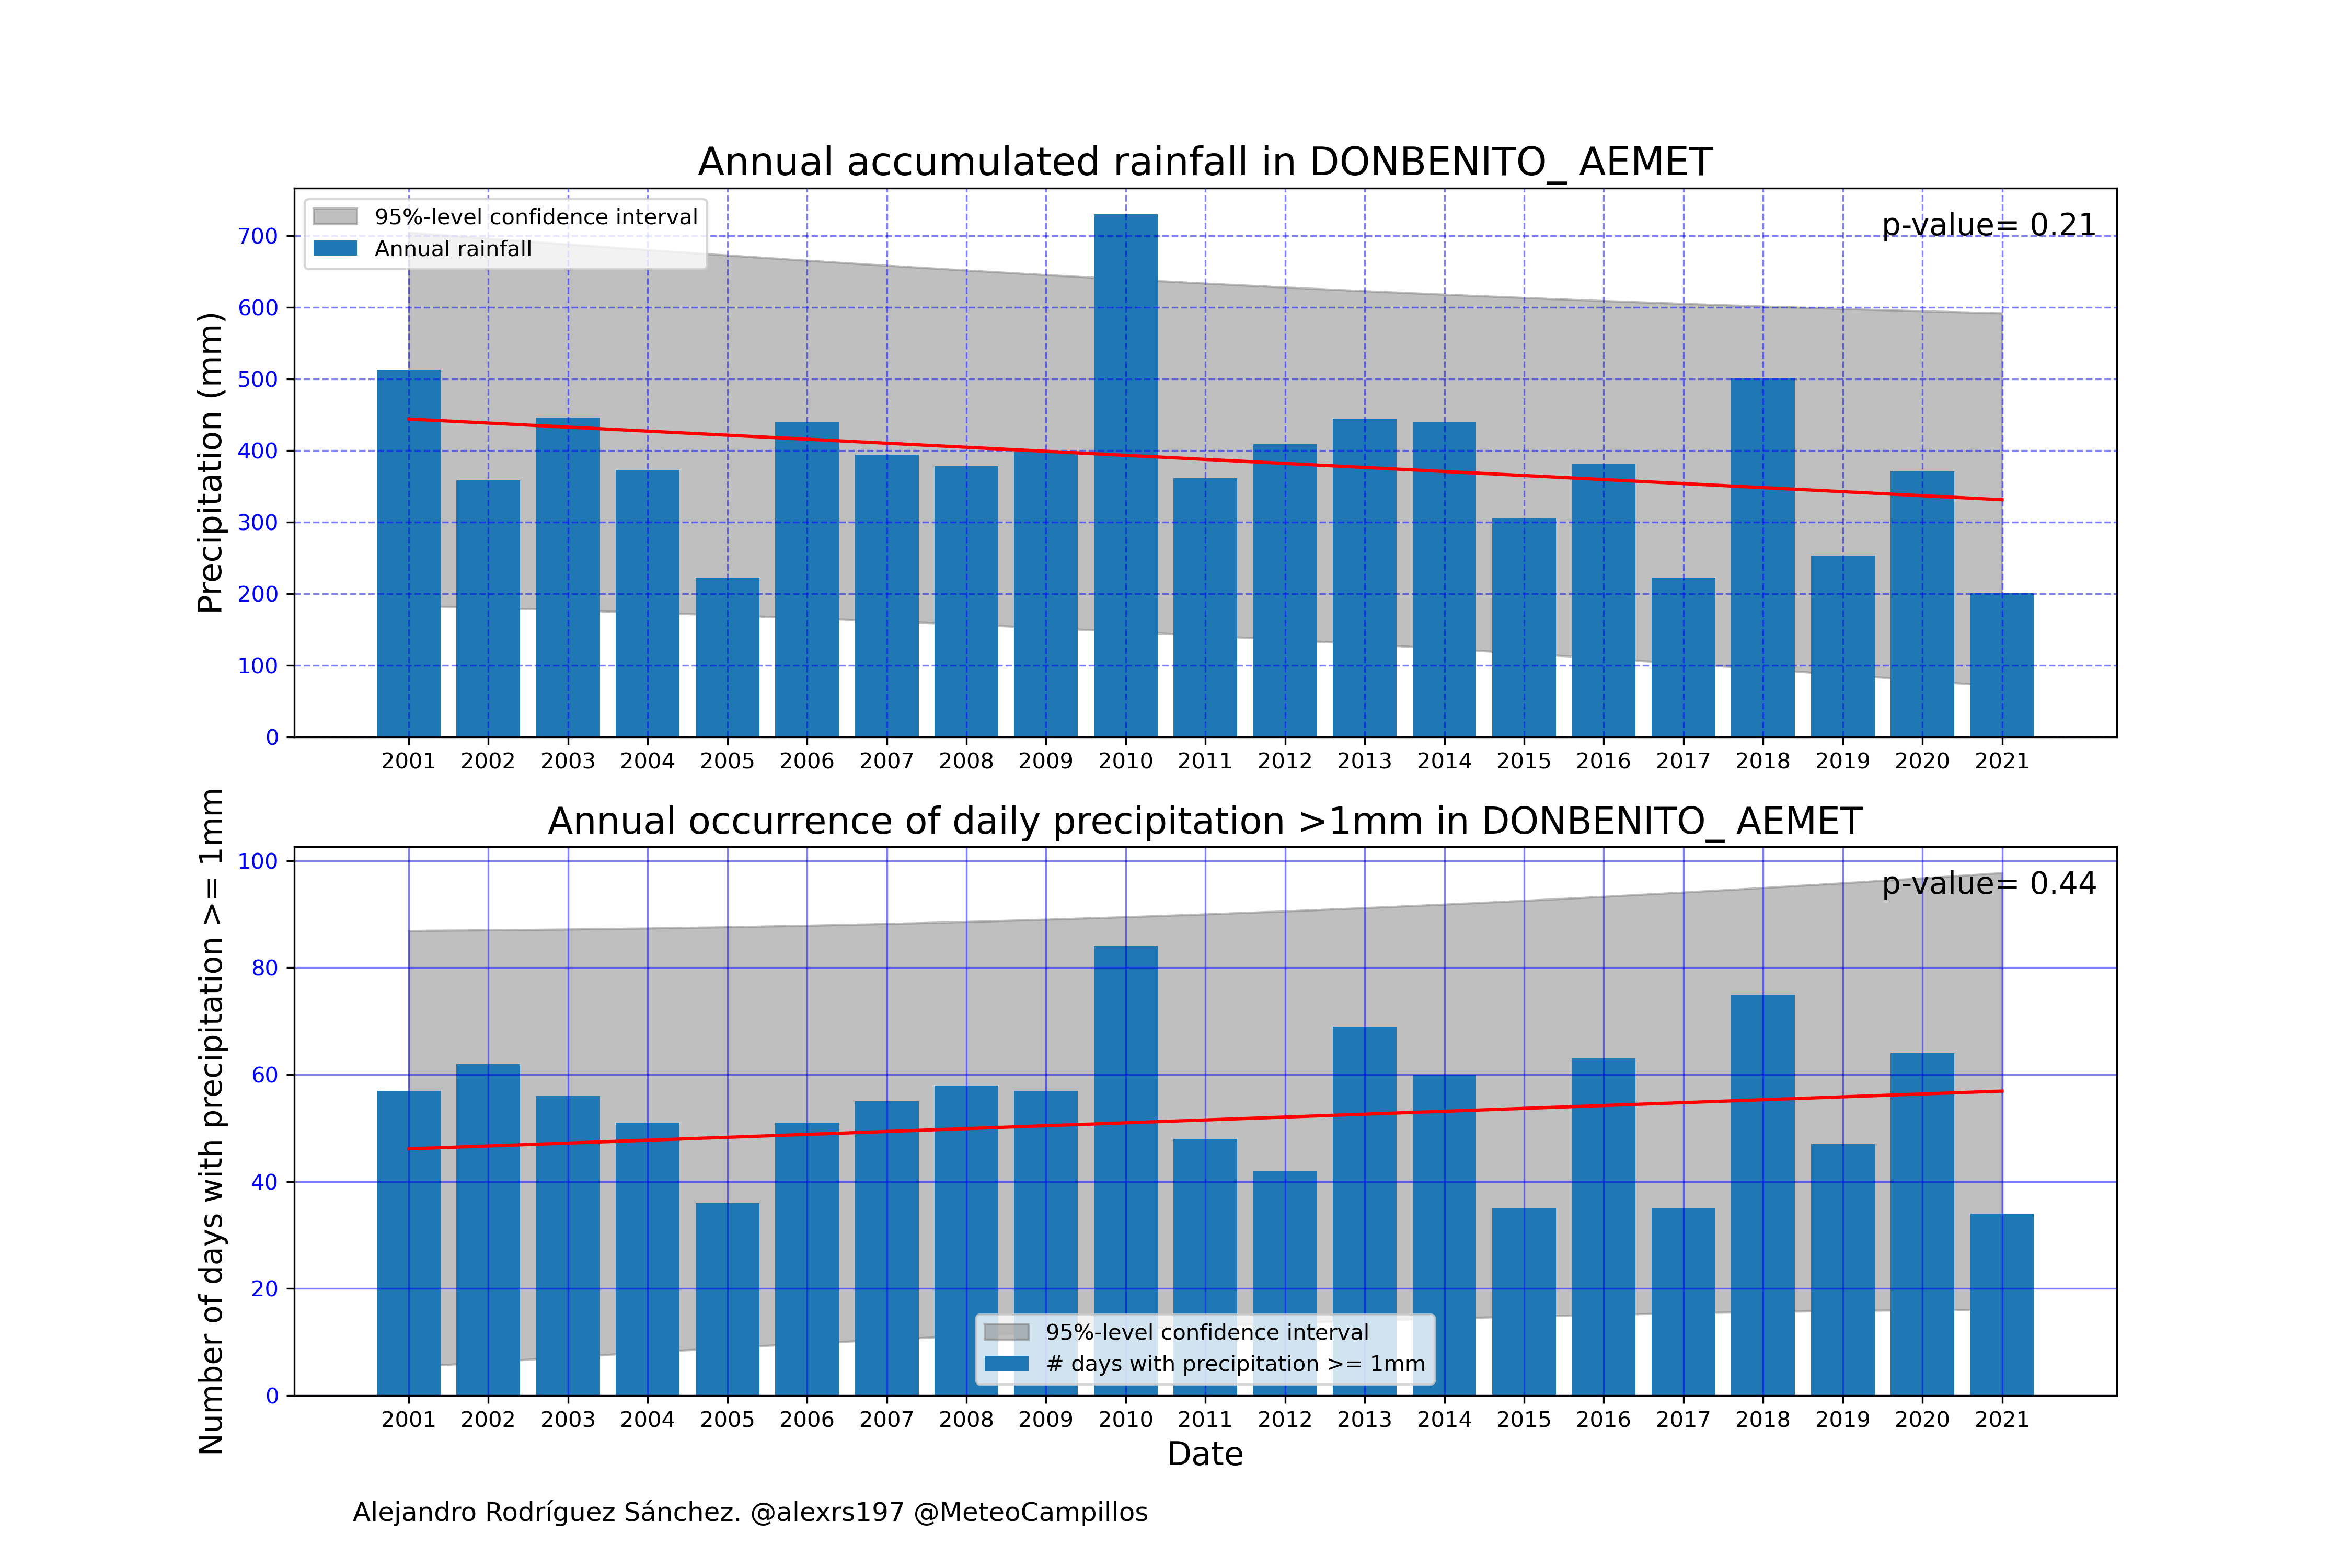 Annual accumulated rainfall in DONBENITO_ AEMET
95%-level confidence interval
Annual rainfall
p-value= 0.21
Precipitation (mm)
700
600
500
400
300
200
100
0
2001 2002 2003 2004 2005 2006 2007 2008 2009 2010 2011 2012 2013 2014 2015 2016 2017 2018 2019 2020 2021
Annual occurrence of daily precipitation >1mm in DONBENITO_ AEMET
p-value= 0.44
Number of days with precipitation >= 1mm
100
80
60
40
20
0
95%-level confidence interval
# days with precipitation >= 1mm
2001 2002 2003 2004 2005 2006 2007 2008 2009 2010 2011 2012 2013 2014 2015 2016 2017 2018 2019 2020 2021
Date
Alejandro Rodríguez Sánchez. @alexrs197 @MeteoCampillos